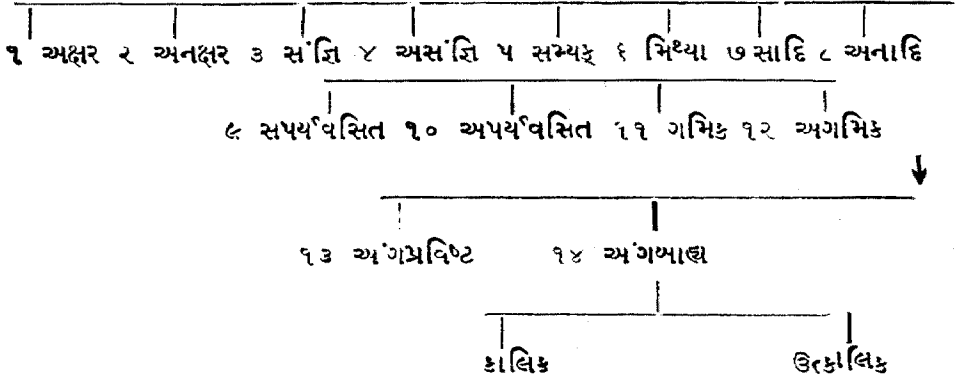 ૧ અક્ષર ૨ અનક્ષર ૩ સંજ્ઞિ ૪ અસંજ્ઞિ ૫ સમ્યક્ ૬ મિથ્યા ૭ સાદિ ૮ અનાદિ
૯ સપર્યવસિત ૧૦ અપર્યવસિત ૧૧ ગમિક ૧૨ અગમિક
૧૩ અંગપ્રવિષ્ટ ૧૪ અંગબાહ્ય
કાલિક ઉત્કાલિક